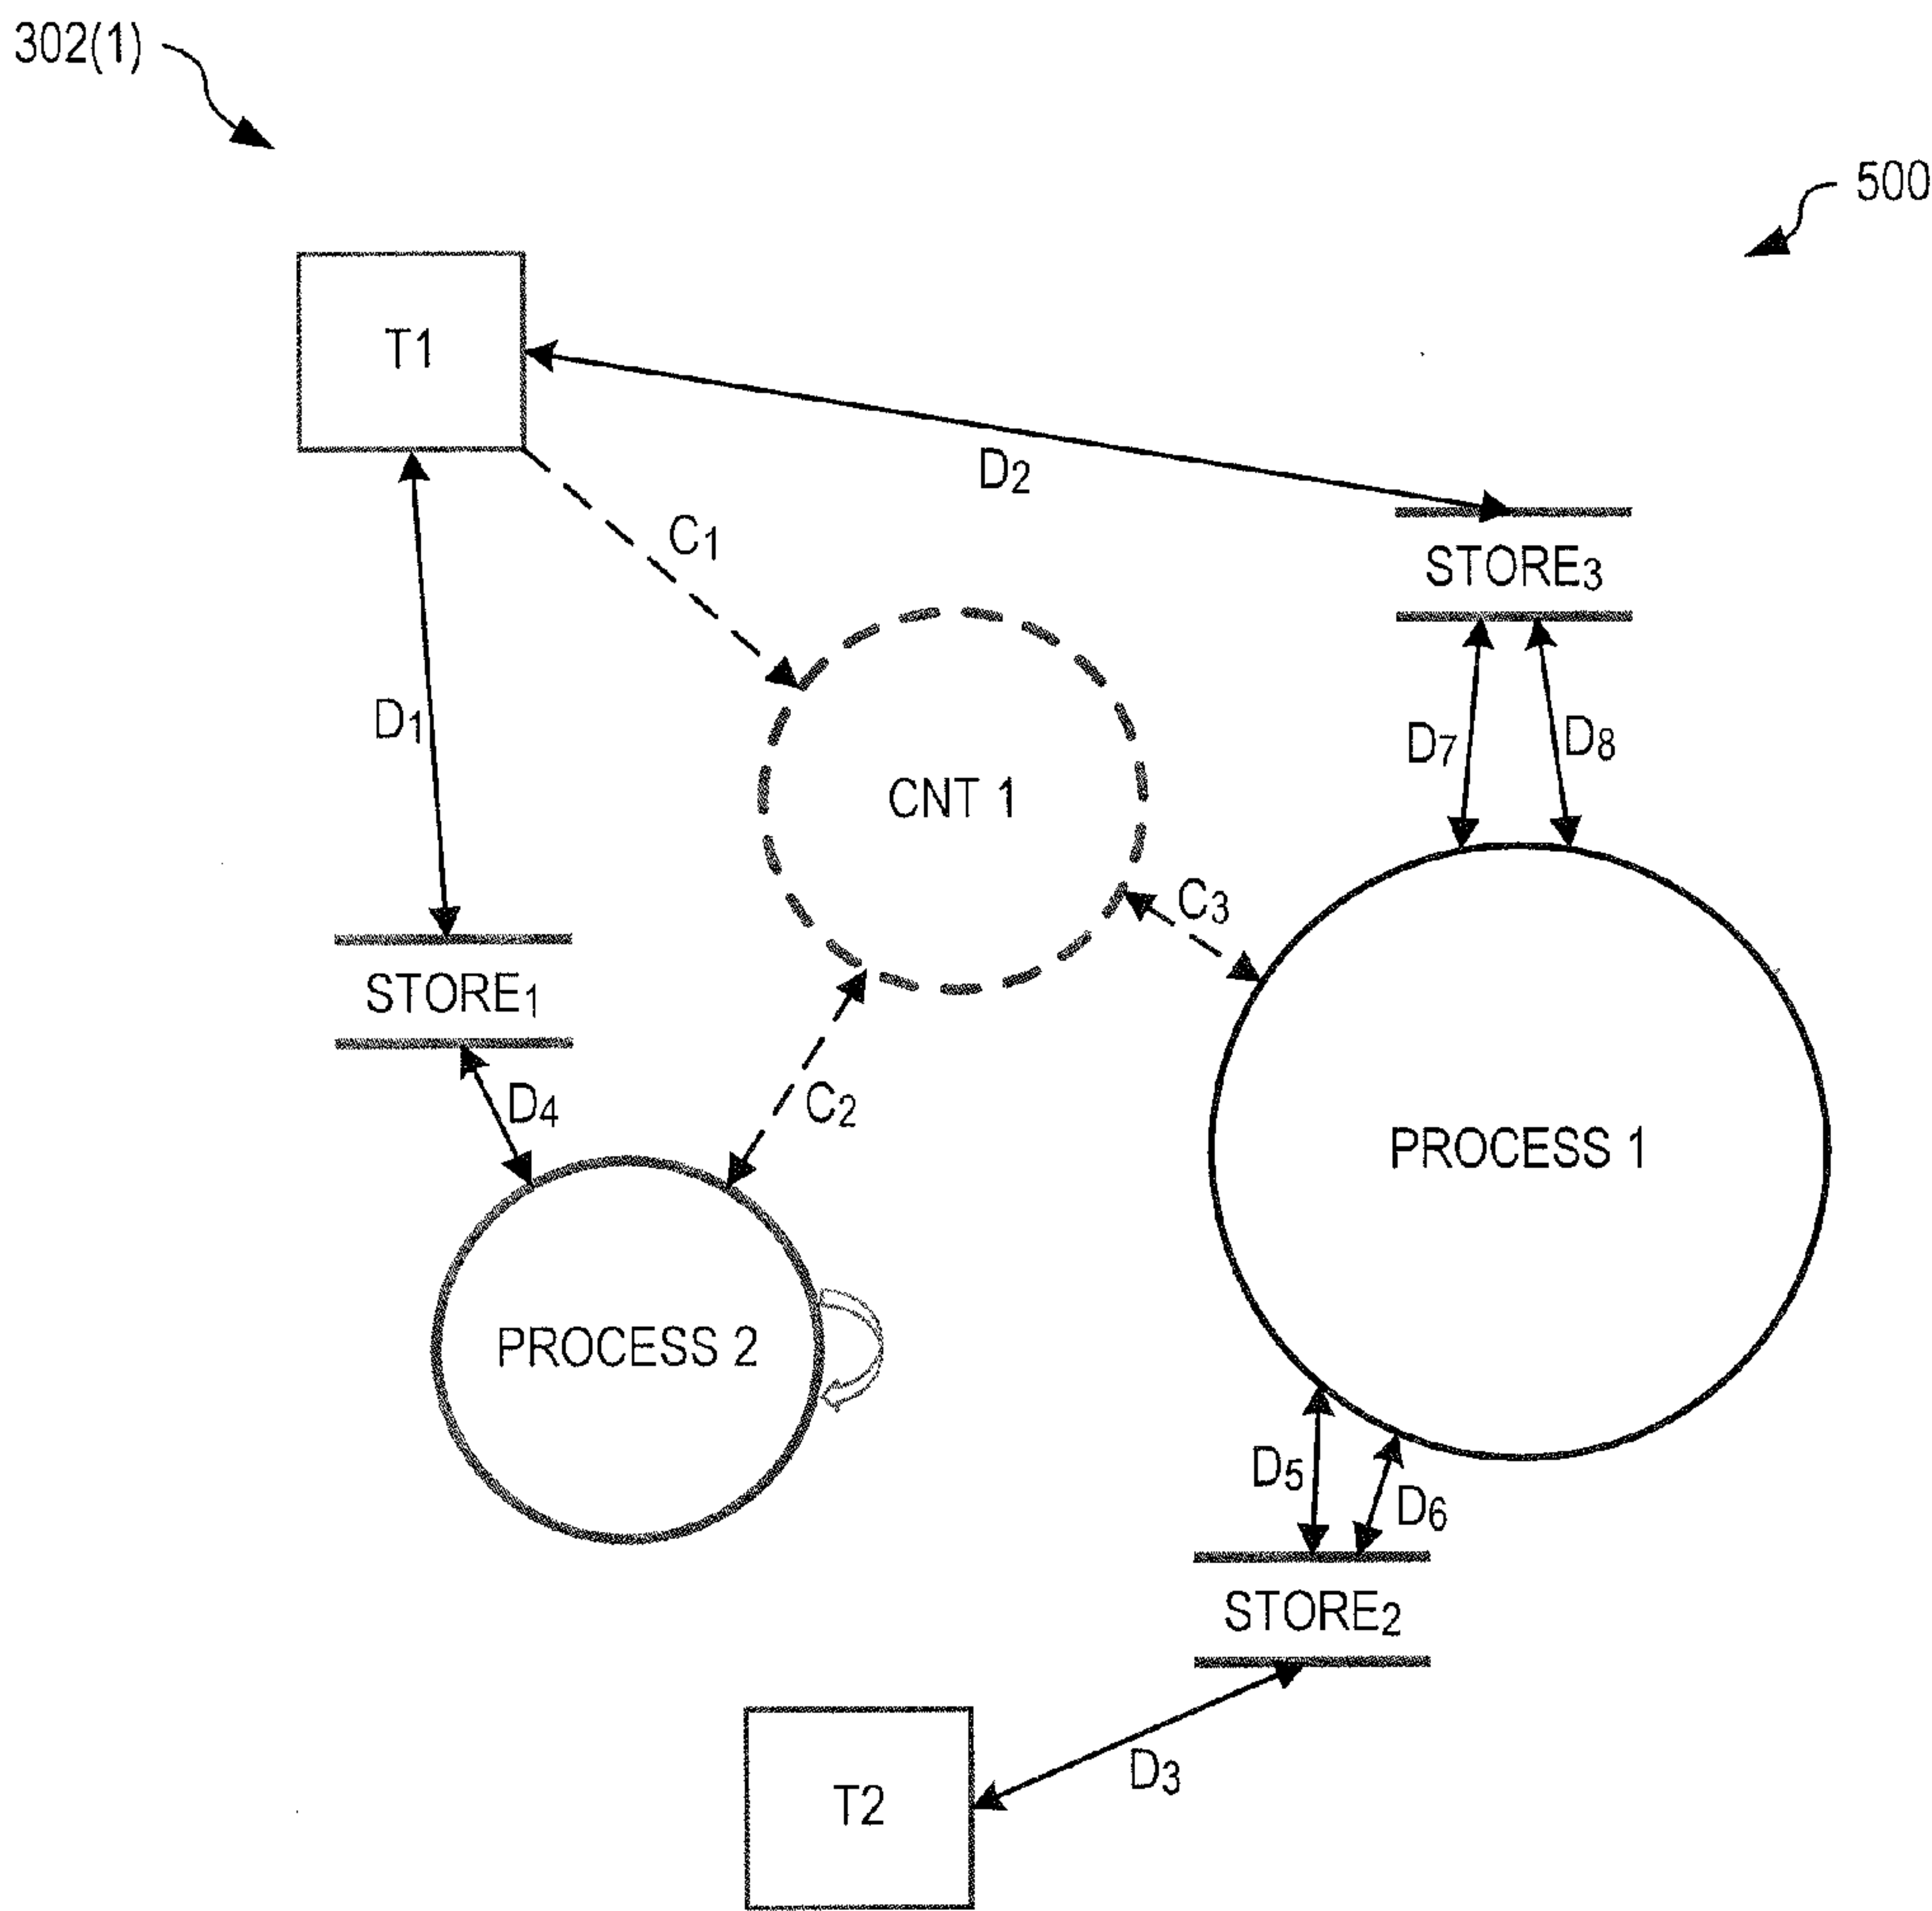 302(1)
500
T1
D2
C1
STORE3
D1
D7
D8
CNT 1
C3
STORE1
D4
C2
PROCESS 1
PROCESS 2
D5
D6
STORE2
D3
T2